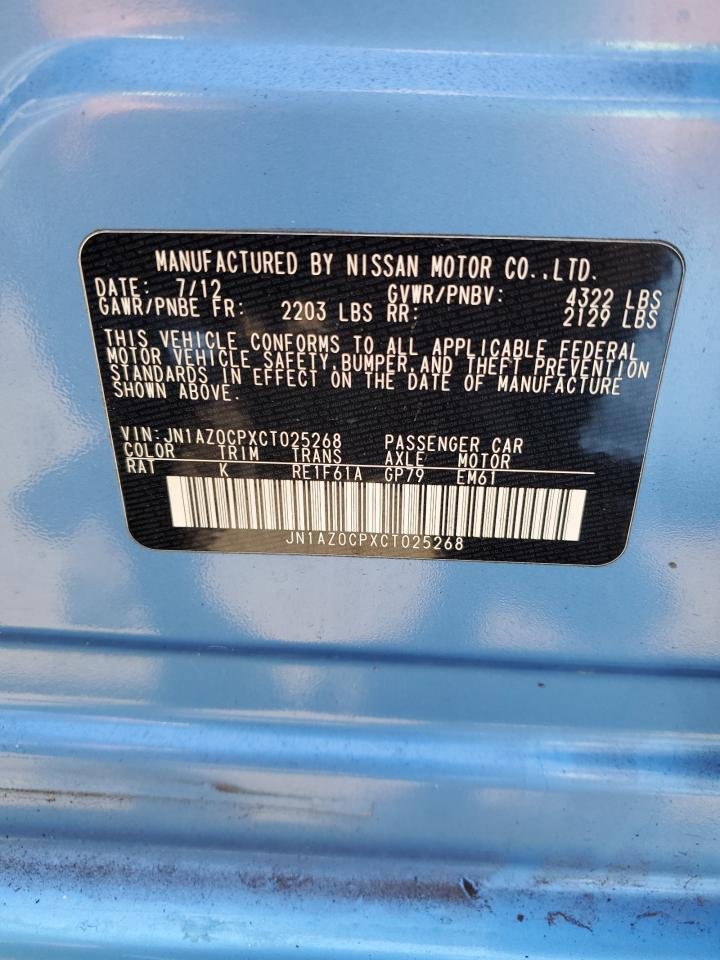 MANUFACTURED BY NISSAN MOTOR CO.,LTD.
DATE: 7/12 GVWR/PNBV: 4322 LBS
GAWR/PNBE FR: 2203 LBS RR: 2129 LBS
THIS VEHICLE CONFORMS TO ALL APPLICABLE FEDERAL
MOTOR VEHICLE SAFETY,BUMPER,AND THEFT PREVENTION
STANDARDS IN EFFECT ON THE DATE OF MANUFACTURE
SHOWN ABOVE.
VIN:JN1AZ0CPXCT025268 PASSENGER CAR
COLOR TRIM TRANS AXLE MOTOR
RAT K RE1F61A GP79 EM61
JN1AZ0CPXCT025268